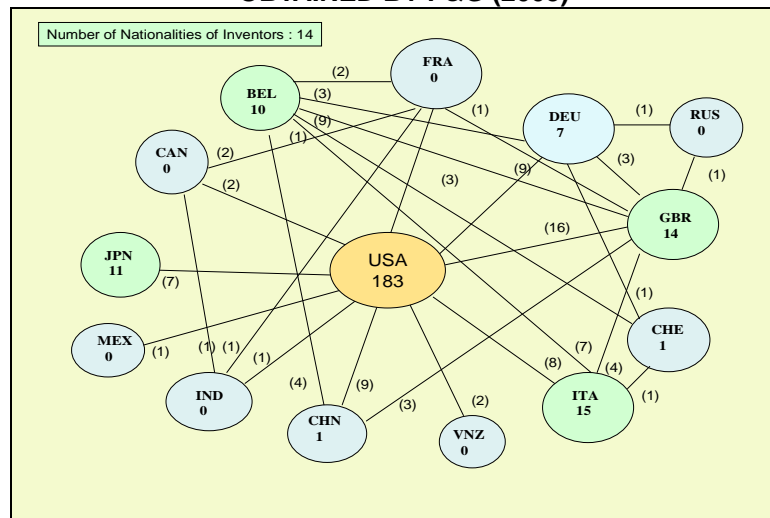 Number of Nationalities of Inventors : 14
FRA
0
BEL
10
DEU
7
RUS
0
CAN
0
GBR
14
JPN
11
USA
183
MEX
0
IND
0
CHN
1
VNZ
0
ITA
15
CHE
1
(2)
(3)
(9)
(1)
(1)
(1)
(2)
(2)
(3)
(9)
(3)
(1)
(16)
(7)
(1)
(1)
(1)
(1)
(4)
(9)
(3)
(2)
(8)
(7)
(4)
(1)
(1)